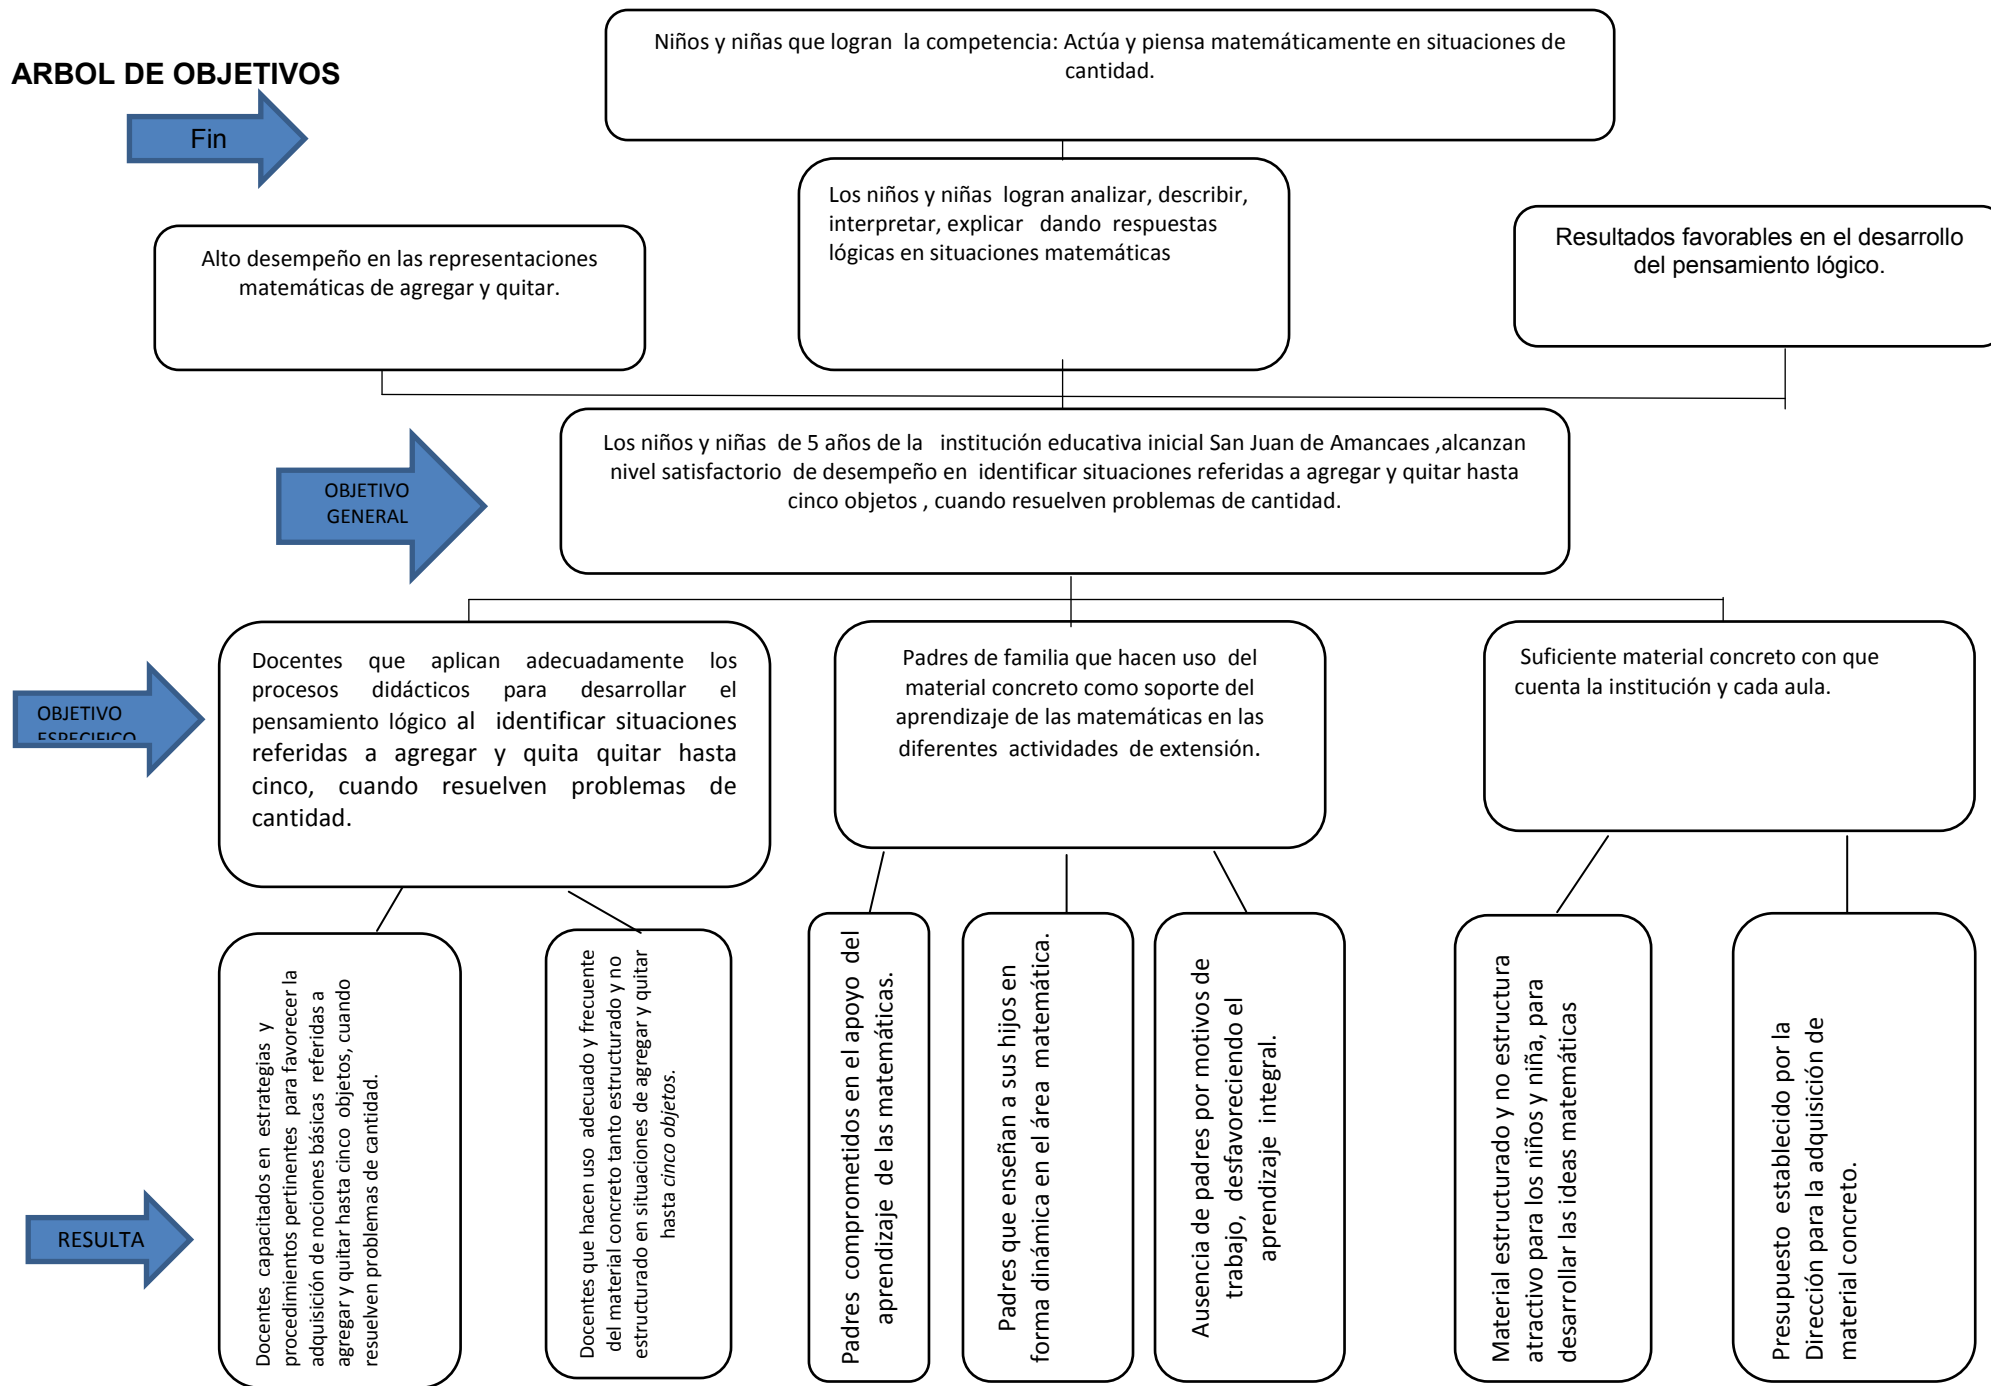 Niños y niñas que logran la competencia: Actúa y piensa matemáticamente en situaciones de
cantidad.
ARBOL DE OBJETIVOS
Fin
Los niños y niñas logran analizar, describir,
interpretar, explicar dando respuestas
lógicas en situaciones matemáticas
Alto desempeño en las representaciones
matemáticas de agregar y quitar.
Resultados favorables en el desarrollo
del pensamiento lógico.
OBJETIVO
GENERAL
Los niños y niñas de 5 años de la institución educativa inicial San Juan de Amancaes ,alcanzan
nivel satisfactorio de desempeño en identificar situaciones referidas a agregar y quitar hasta
cinco objetos , cuando resuelven problemas de cantidad.
OBJETIVO
ESPECIFICO
Docentes que aplican adecuadamente los
procesos didácticos para desarrollar el
pensamiento lógico al identificar situaciones
referidas a agregar y quita quitar hasta
cinco, cuando resuelven problemas de
cantidad.
Padres de familia que hacen uso del
material concreto como soporte del
aprendizaje de las matemáticas en las
diferentes actividades de extensión.
Suficiente material concreto con que
cuenta la institución y cada aula.
RESULTA
Docentes capacitados en estrategias y
procedimientos pertinentes para favorecer la
adquisición de nociones básicas referidas a
agregar y quitar hasta cinco objetos, cuando
resuelven problemas de cantidad.
Docentes que hacen uso adecuado y frecuente
del material concreto tanto estructurado y no
estructurado en situaciones de agregar y quitar
hasta cinco objetos.
Padres comprometidos en el apoyo del
aprendizaje de las matemáticas.
Padres que enseñan a sus hijos en
forma dinámica en el área matemática.
Ausencia de padres por motivos de
trabajo, desfavoreciendo el
aprendizaje integral.
Material estructurado y no estructura
atractivo para los niños y niña, para
desarrollar las ideas matemáticas
Presupuesto establecido por la
Dirección para la adquisición de
material concreto.